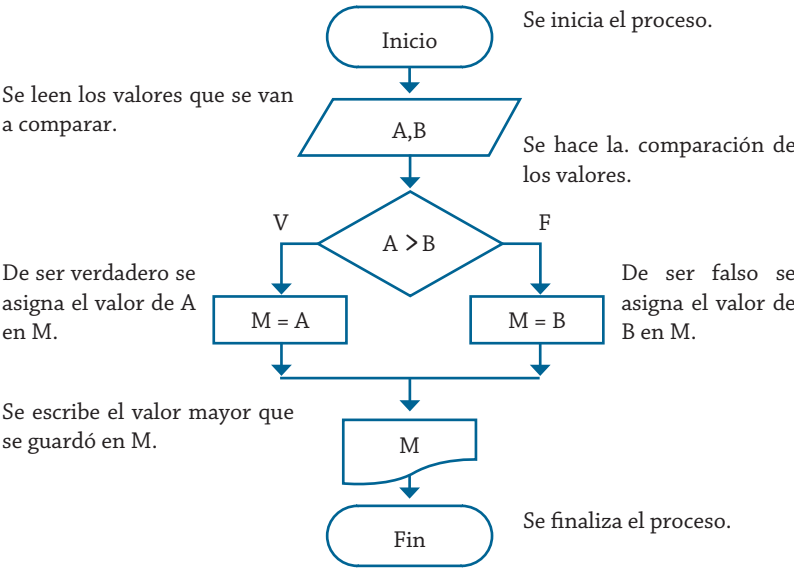 Inicio
Se inicia el proceso.
Se leen los valores que se van
a comparar.
A,B
Se hace la. comparación de
los valores.
V
F
A > B
De ser verdadero se
asigna el valor de A
en M.
M = A
M = B
De ser falso se
asigna el valor de
B en M.
Se escribe el valor mayor que
se guardó en M.
M
Fin
Se finaliza el proceso.